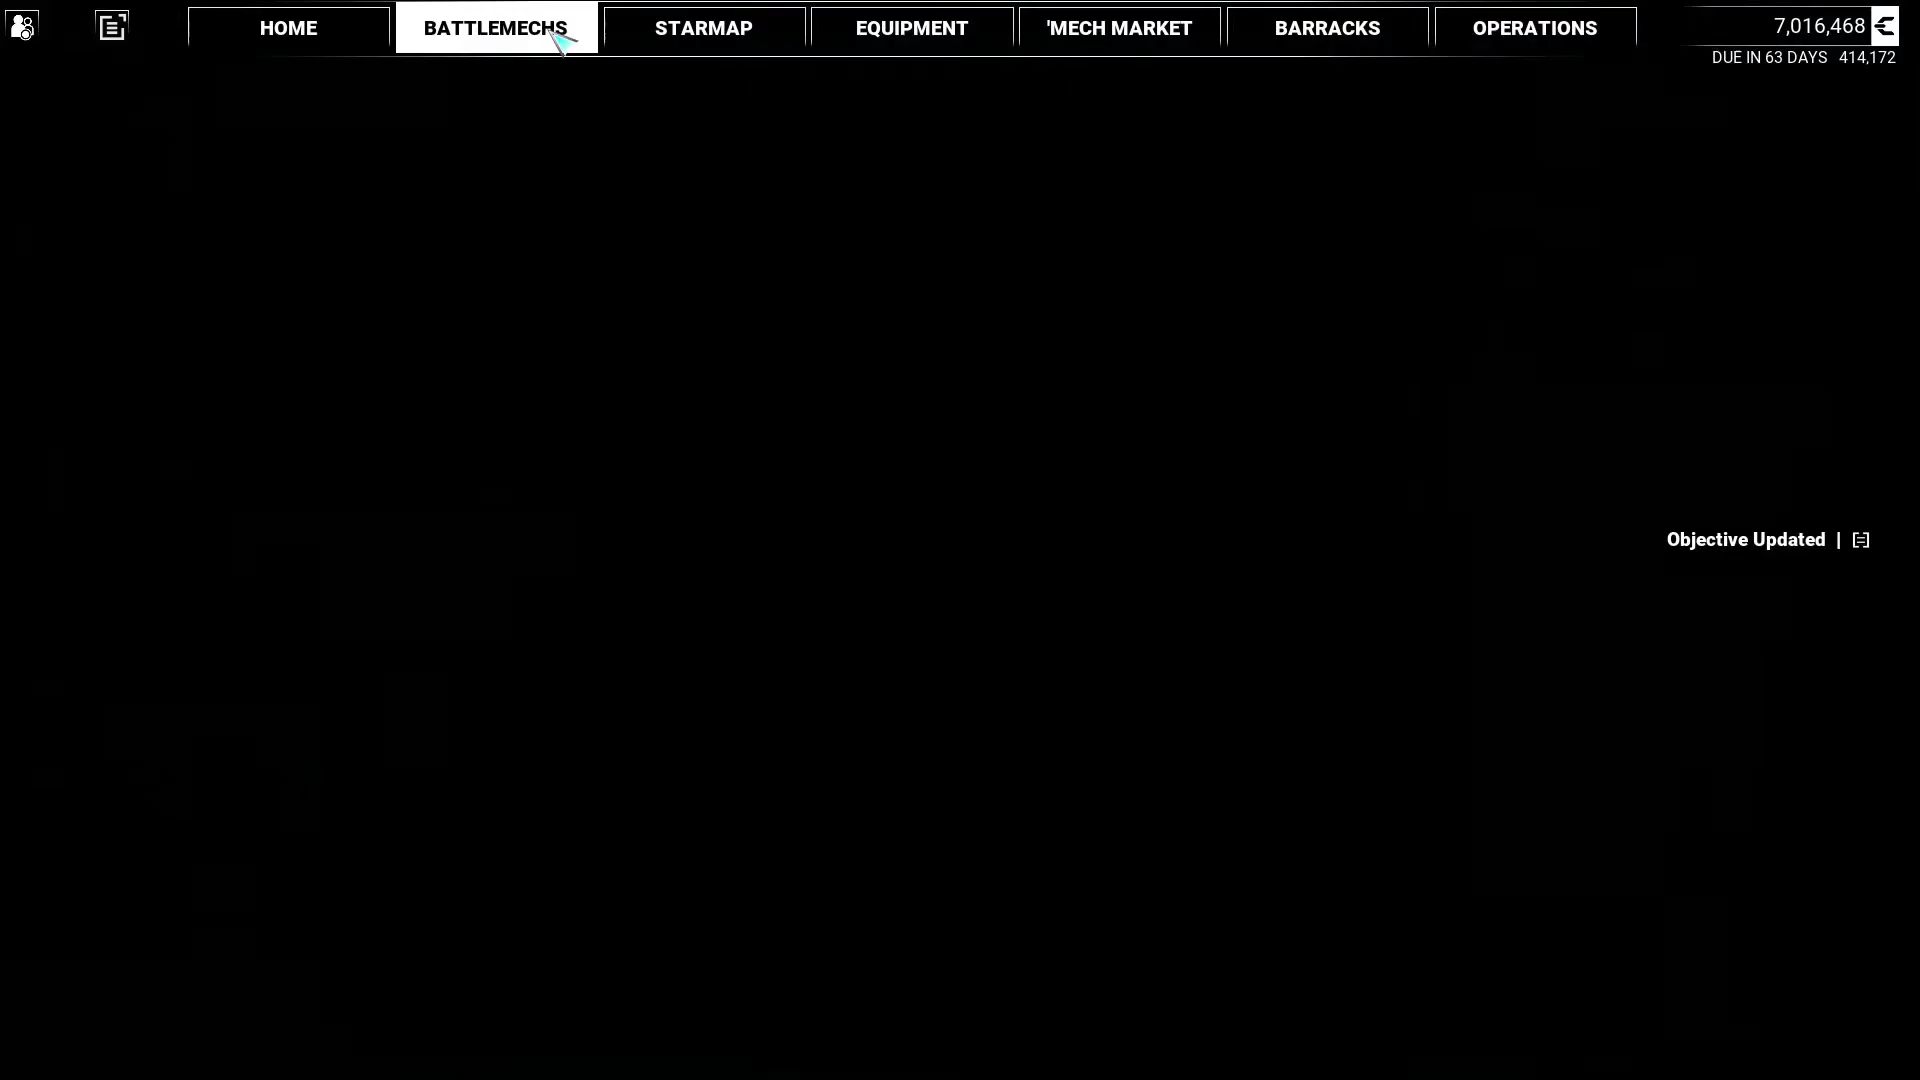 HOME
BATTLEMECHS
STARMAP
EQUIPMENT
'MECH MARKET
BARRACKS
OPERATIONS
7,016,468
DUE IN 63 DAYS 414,172
Objective Updated |